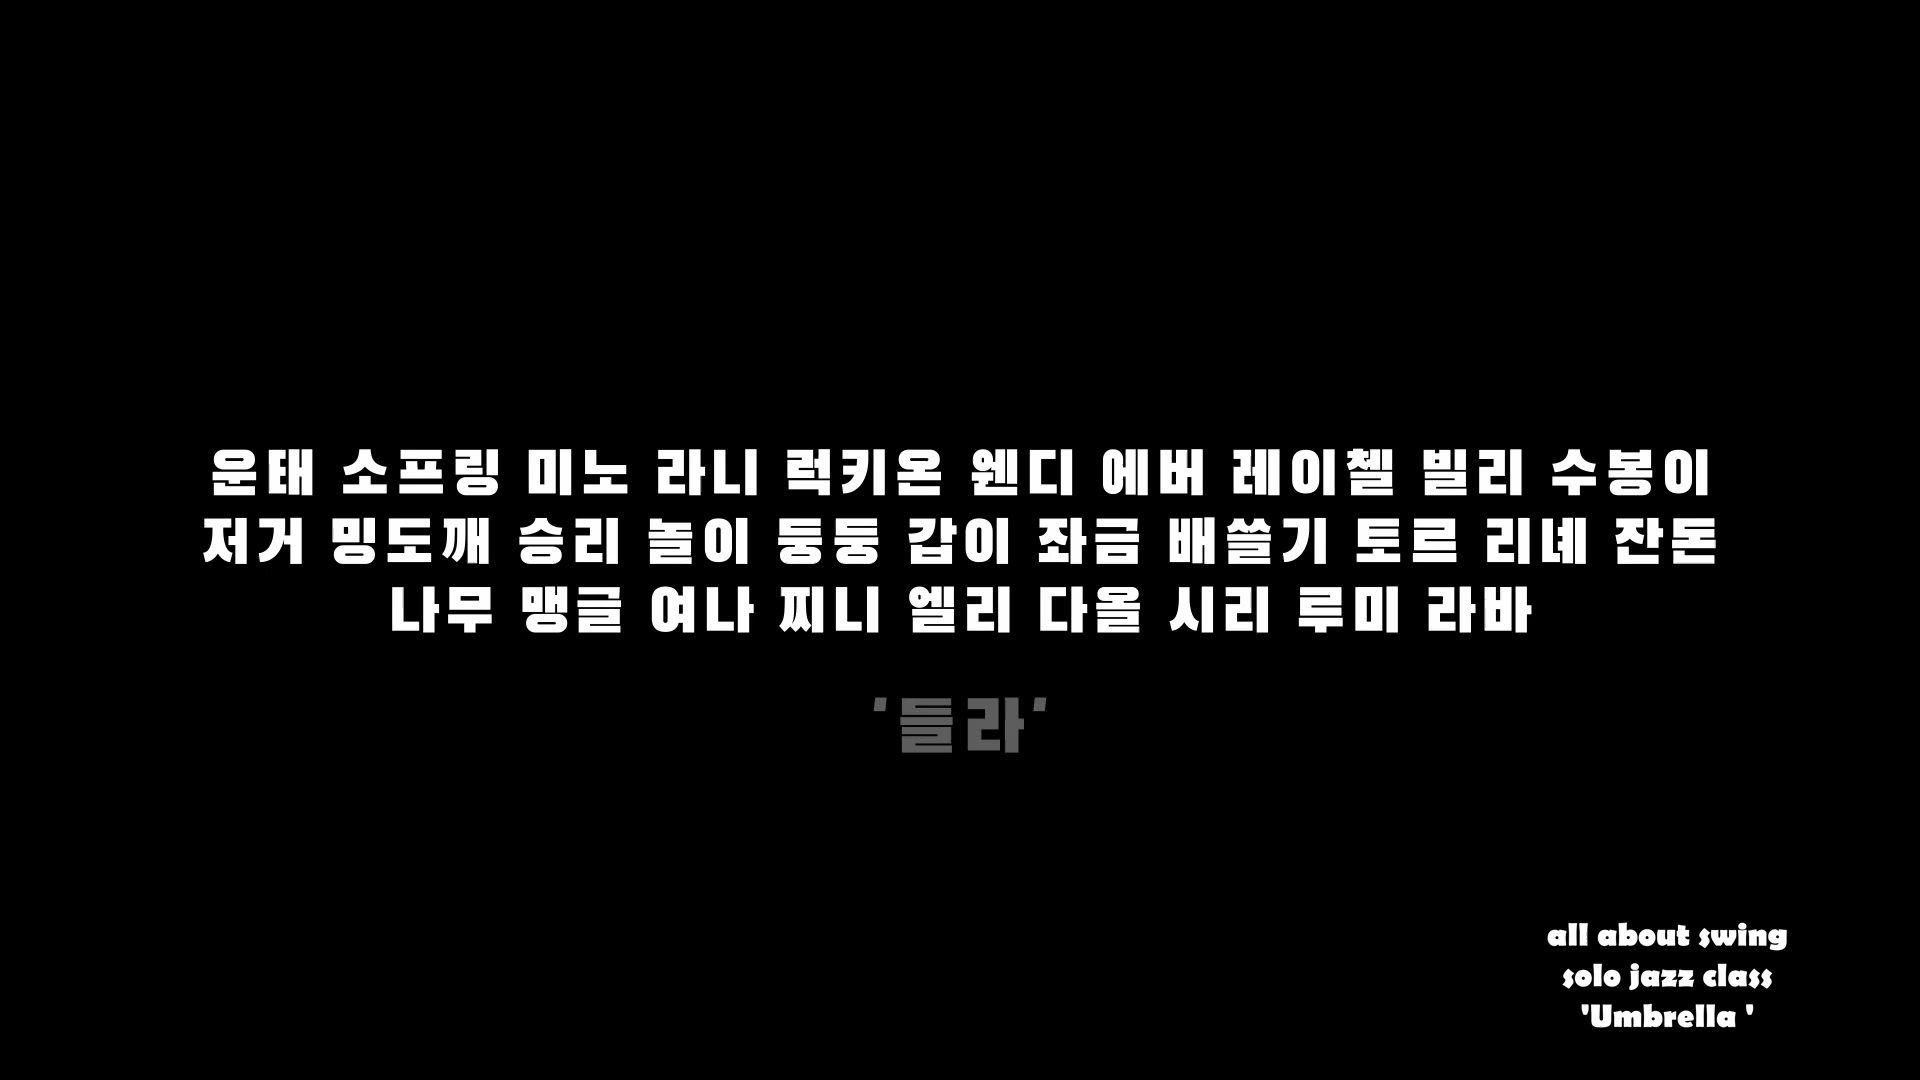 운태 소프링 미노 라니 럭키온 웬디 에버 레이첼 빌리 수봉이
저거 밍도깨 승리 놀이 둥둥 갑이 좌금 배쓸기 토르 리녜 잔돈
나무 맹글 여나 찌니 엘리 다올 시리 루미 라바
'들라'
all about swing
solo jazz class
'Umbrella '